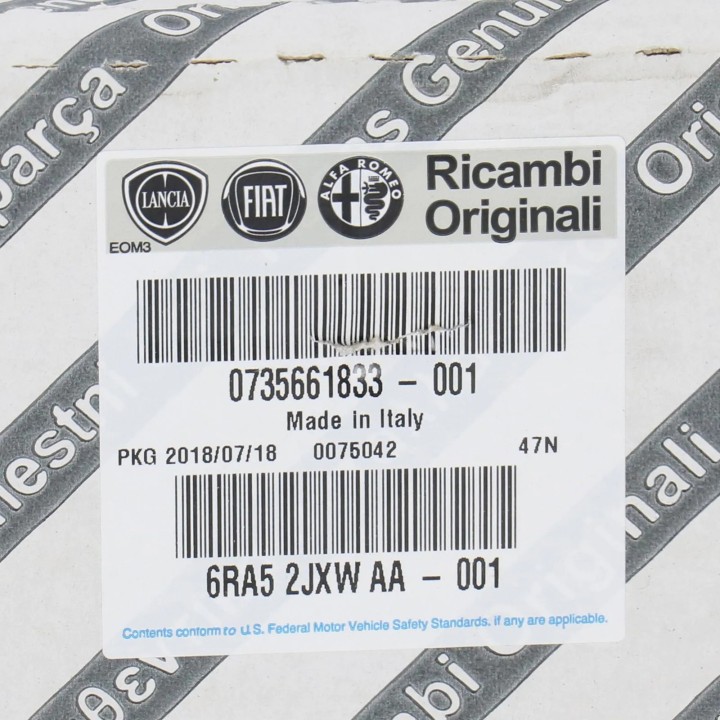 LANCIA FIAT ALFA ROMEO Ricambi
Originali
EOM3
0735661833 - 001
Made in Italy
PKG 2018/07/18 0075042 47N
6RA5 2JXW AA - 001
Contents conform to U.S. Federal Motor Vehicle Safety Standards. if any are applicable.